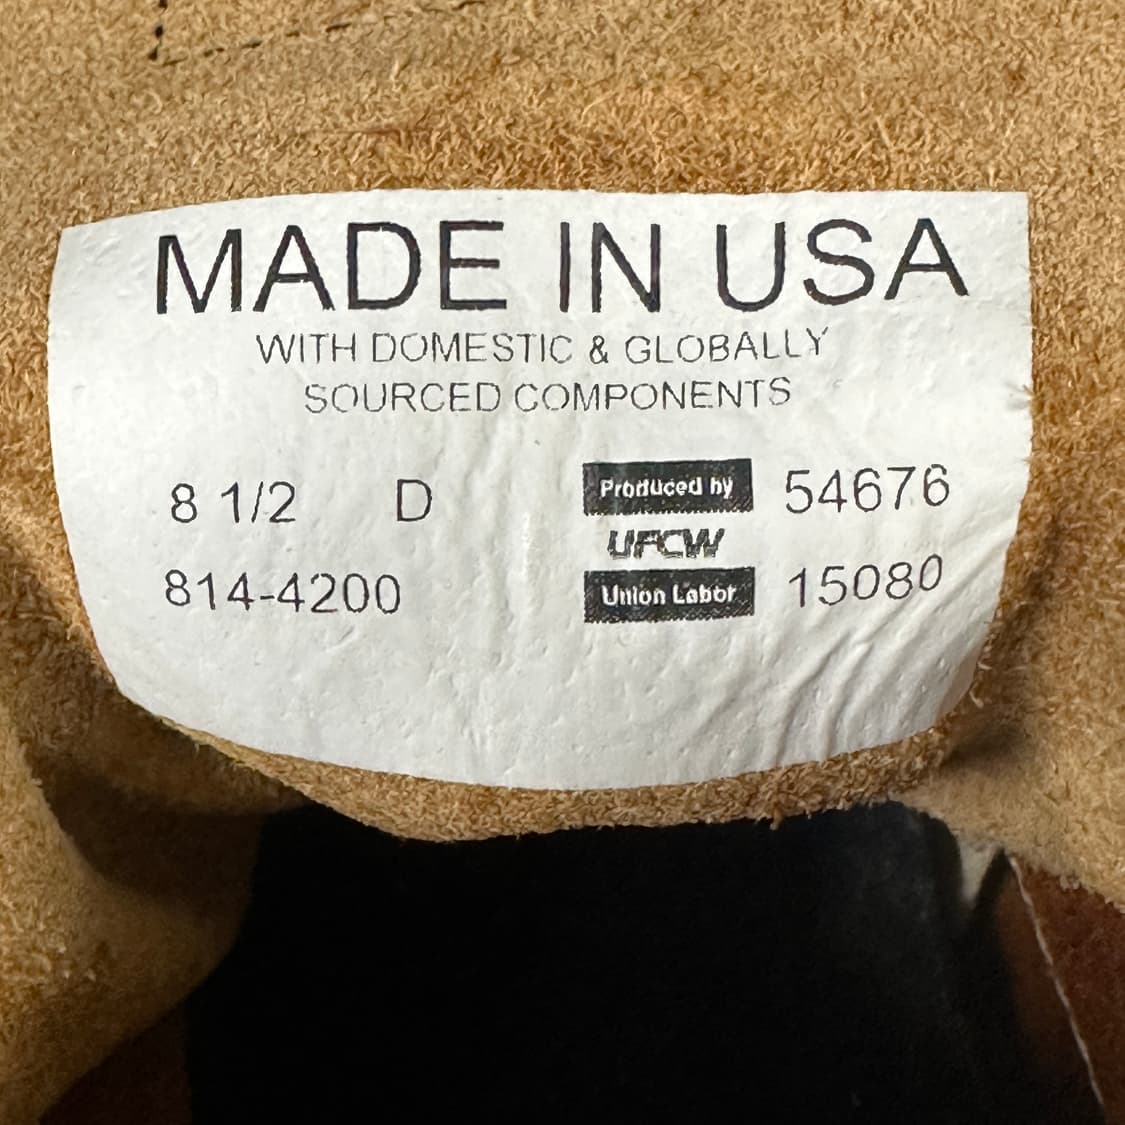 MADE IN USA
WITH DOMESTIC & GLOBALLY
SOURCED COMPONENTS
8 1/2 D
814-4200
Produced by
UFCW
Union Labor
54676
15080